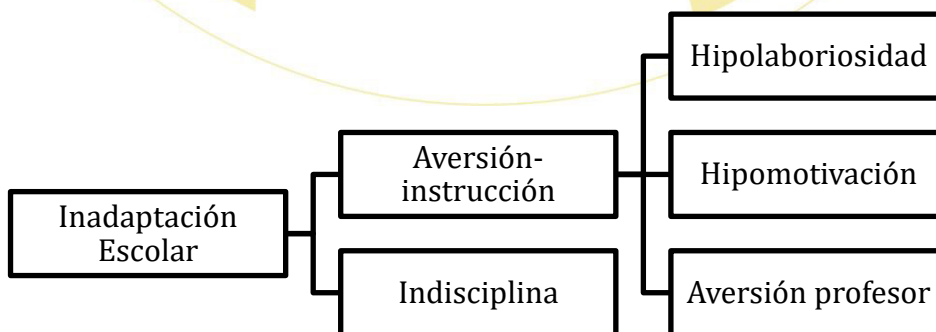 Inadaptación
Escolar
Aversión-
instrucción
Indisciplina
Hipolaboriosidad
Hipomotivación
Aversión profesor